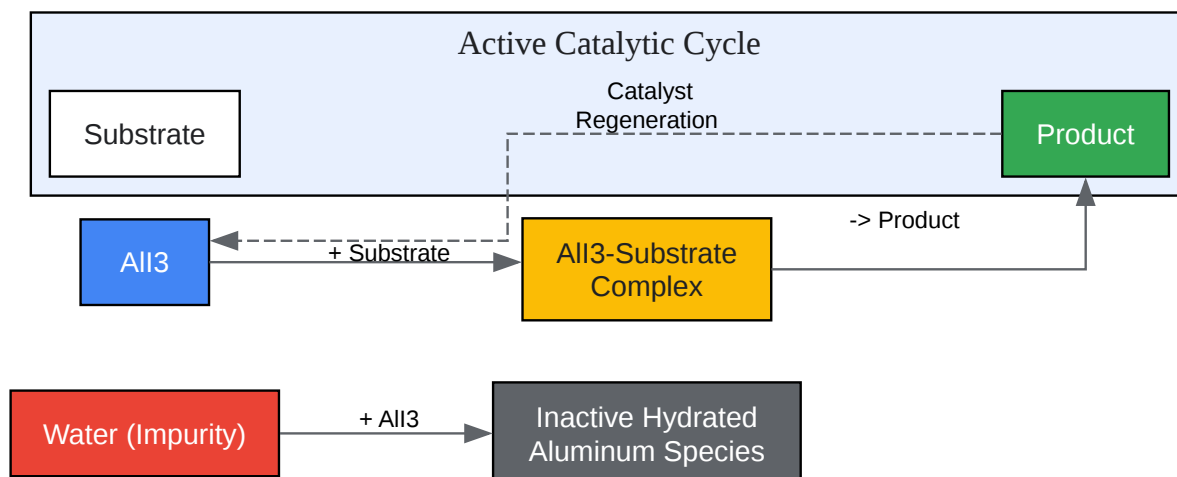 Active Catalytic Cycle
Catalyst
Regeneration
Substrate
Product
-> Product
AlI3
+ Substrate
AlI3-Substrate
Complex
Water (Impurity)
+ AlI3
Inactive Hydrated
Aluminum Species